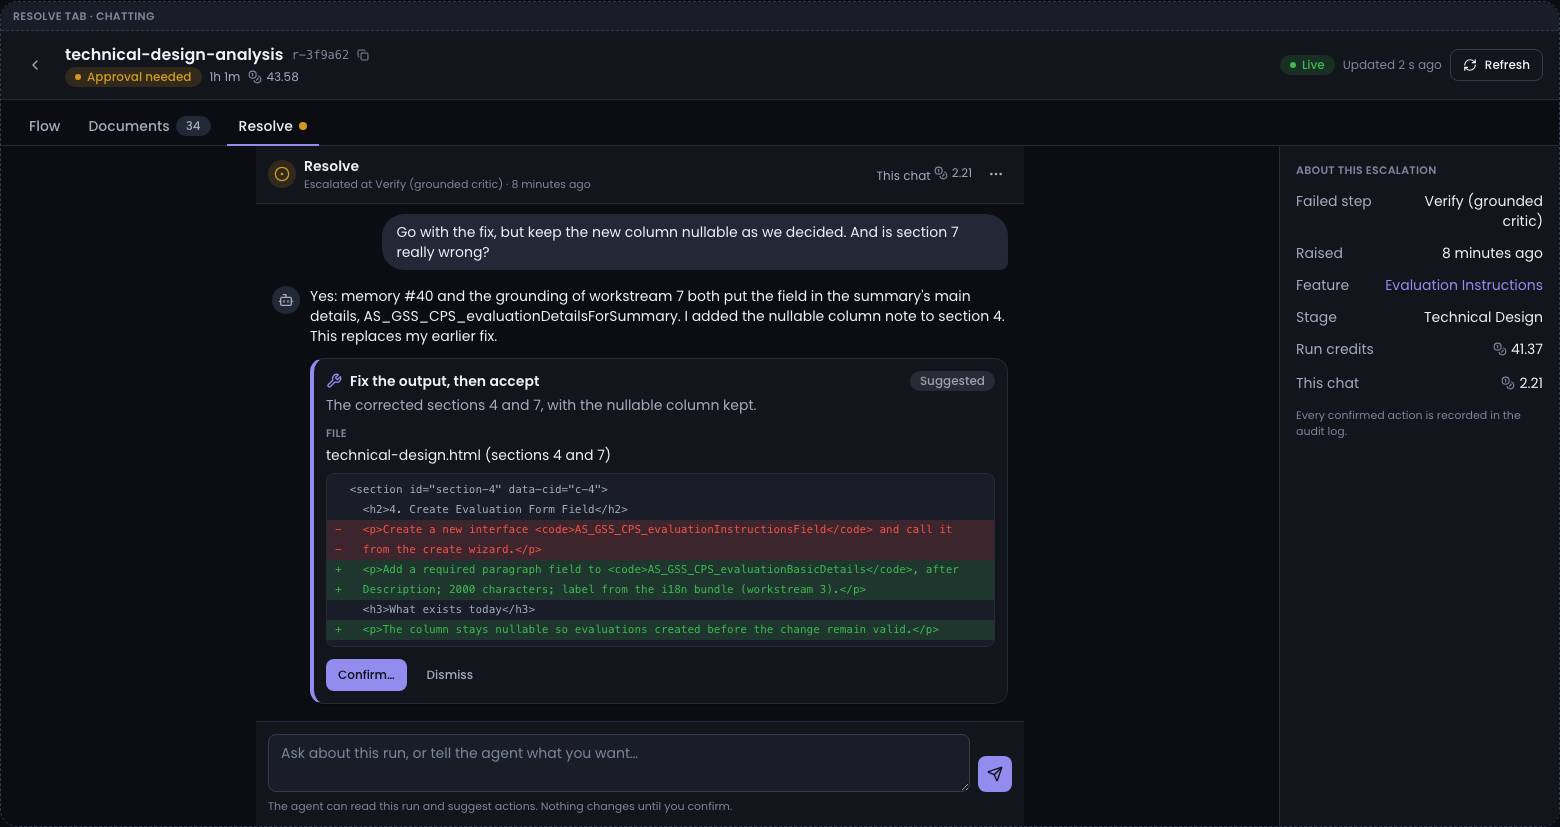 RESOLVE TAB · CHATTING
technical-design-analysis r-3f9a62
Approval needed 1h 1m 43.58
Live Updated 2 s ago Refresh
Flow Documents 34 Resolve
Resolve
Escalated at Verify (grounded critic) · 8 minutes ago
This chat 2.21
Go with the fix, but keep the new column nullable as we decided. And is section 7
really wrong?
Yes: memory #40 and the grounding of workstream 7 both put the field in the summary's main
details, AS_GSS_CPS_evaluationDetailsForSummary. I added the nullable column note to section 4.
This replaces my earlier fix.
Fix the output, then accept Suggested
The corrected sections 4 and 7, with the nullable column kept.
FILE
technical-design.html (sections 4 and 7)
<section id="section-4" data-cid="c-4">
<h2>4. Create Evaluation Form Field</h2>
- <p>Create a new interface <code>AS_GSS_CPS_evaluationInstructionsField</code> and call it
- from the create wizard.</p>
+ <p>Add a required paragraph field to <code>AS_GSS_CPS_evaluationBasicDetails</code>, after
+ Description; 2000 characters; label from the i18n bundle (workstream 3).</p>
<h3>What exists today</h3>
+ <p>The column stays nullable so evaluations created before the change remain valid.</p>
Confirm… Dismiss
Ask about this run, or tell the agent what you want…
The agent can read this run and suggest actions. Nothing changes until you confirm.
ABOUT THIS ESCALATION
Failed step Verify (grounded
critic)
Raised 8 minutes ago
Feature Evaluation Instructions
Stage Technical Design
Run credits 41.37
This chat 2.21
Every confirmed action is recorded in the
audit log.